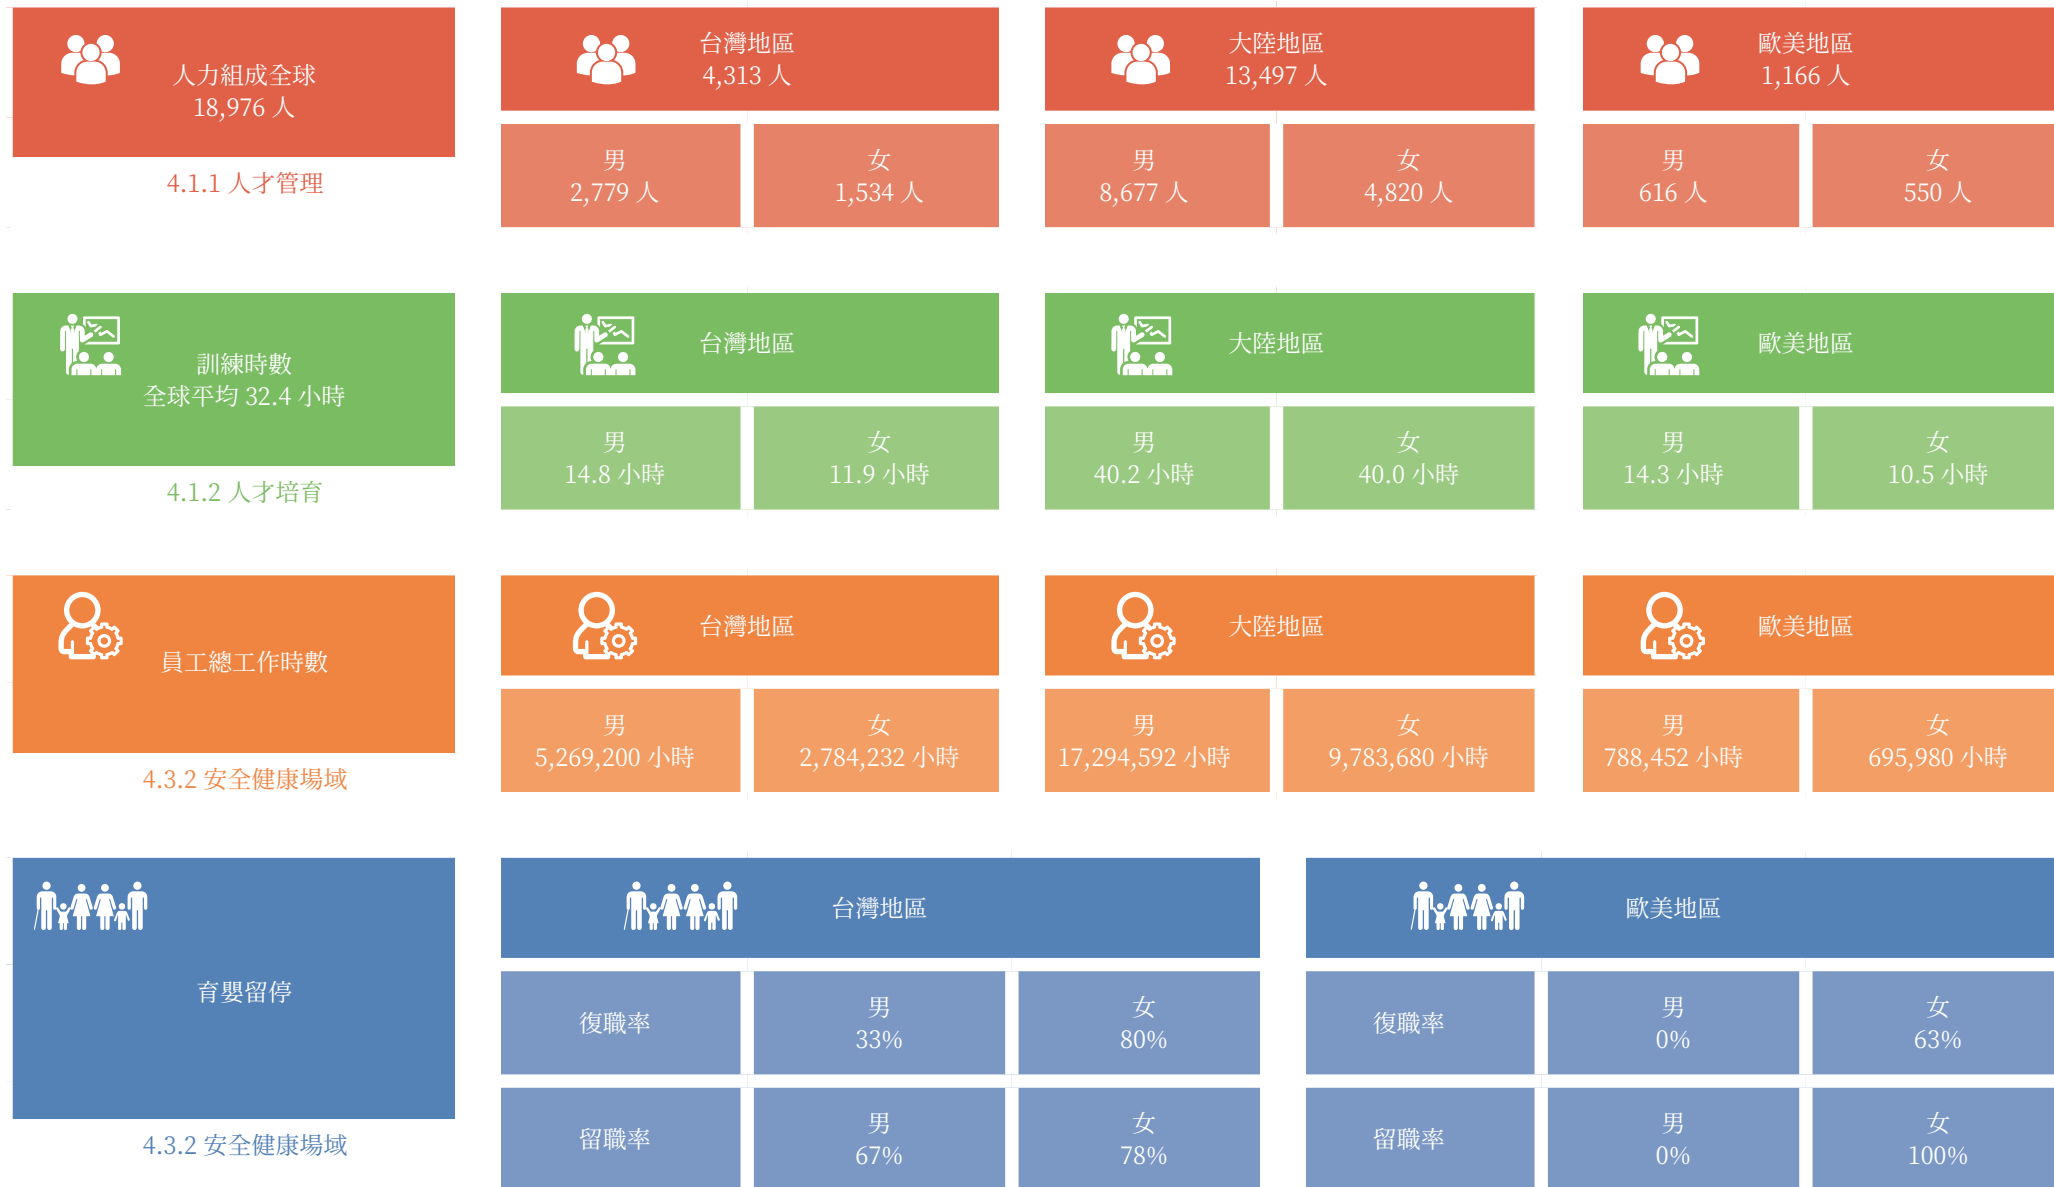 人力組成全球
18,976 人
4.1.1 人才管理
台灣地區
4,313 人
男
2,779 人
女
1,534 人
大陸地區
13,497 人
男
8,677 人
女
4,820 人
歐美地區
1,166 人
男
616 人
女
550 人
訓練時數
全球平均 32.4 小時
4.1.2 人才培育
台灣地區
男
14.8 小時
女
11.9 小時
大陸地區
男
40.2 小時
女
40.0 小時
歐美地區
男
14.3 小時
女
10.5 小時
員工總工作時數
4.3.2 安全健康場域
台灣地區
男
5,269,200 小時
女
2,784,232 小時
大陸地區
男
17,294,592 小時
女
9,783,680 小時
歐美地區
男
788,452 小時
女
695,980 小時
育嬰留停
4.3.2 安全健康場域
台灣地區
復職率
男
33%
女
80%
留職率
男
67%
女
78%
歐美地區
復職率
男
0%
女
63%
留職率
男
0%
女
100%